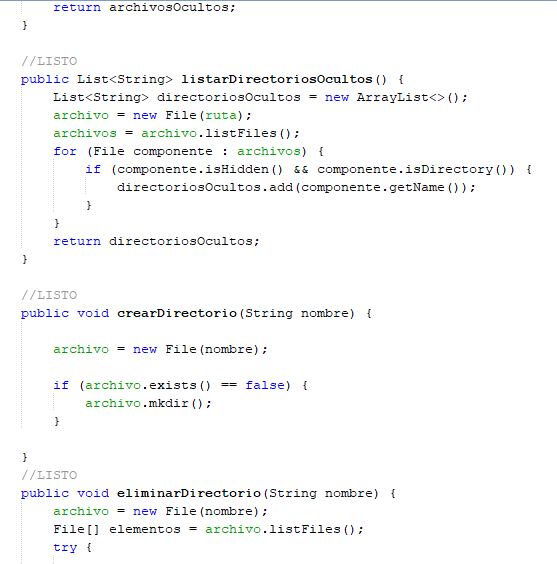 return archivosOcultos;
}

//LISTO
public List<String> listarDirectoriosOcultos() {
    List<String> directoriosOcultos = new ArrayList<>();
    archivo = new File(ruta);
    archivos = archivo.listFiles();
    for (File componente : archivos) {
        if (componente.isHidden() && componente.isDirectory()) {
            directoriosOcultos.add(componente.getName());
        }
    }
    return directoriosOcultos;
}

//LISTO
public void crearDirectorio(String nombre) {

    archivo = new File(nombre);

    if (archivo.exists() == false) {
        archivo.mkdir();
    }

}
//LISTO
public void eliminarDirectorio(String nombre) {
    archivo = new File(nombre);
    File[] elementos = archivo.listFiles();
    try {